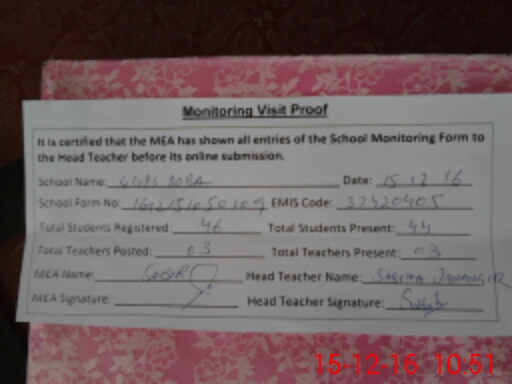 Monitoring Visit Proof
It is certified that the MEA has shown all entries of the School Monitoring Form to
the Head Teacher before its online submission.
School Name: GGPS Date: 15 12 16
School Form No: EMIS Code: 37420405
Total Students Registered: 46 Total Students Present: 44
Total Teachers Posted: 03 Total Teachers Present: 03
MEA Name: Head Teacher Name:
MEA Signature: Head Teacher Signature:
15-12-16 10:51